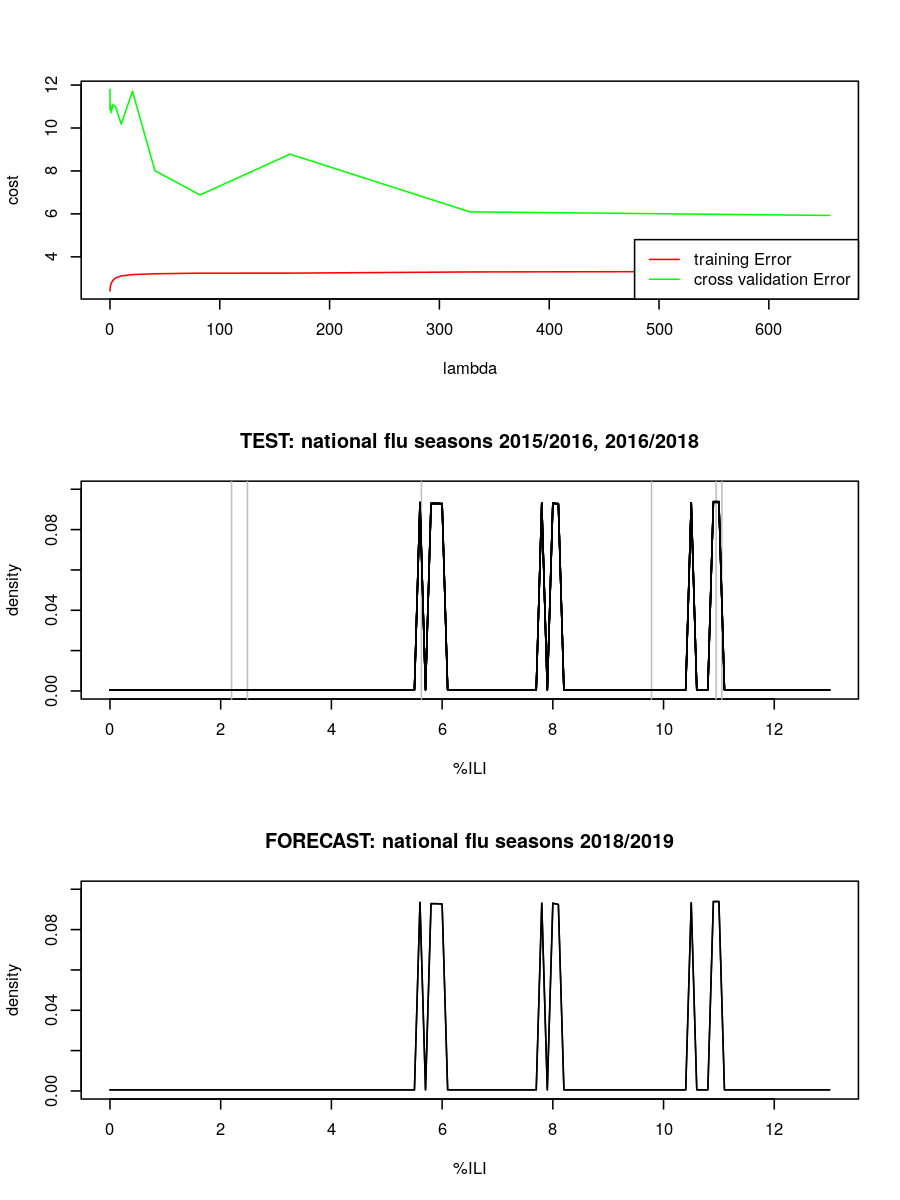 12
10
8
6
4
cost
training Error
cross validation Error
0 100 200 300 400 500 600
lambda
TEST: national flu seasons 2015/2016, 2016/2018
0.08
0.04
0.00
density
0 2 4 6 8 10 12
%ILI
FORECAST: national flu seasons 2018/2019
0.08
0.04
0.00
density
0 2 4 6 8 10 12
%ILI